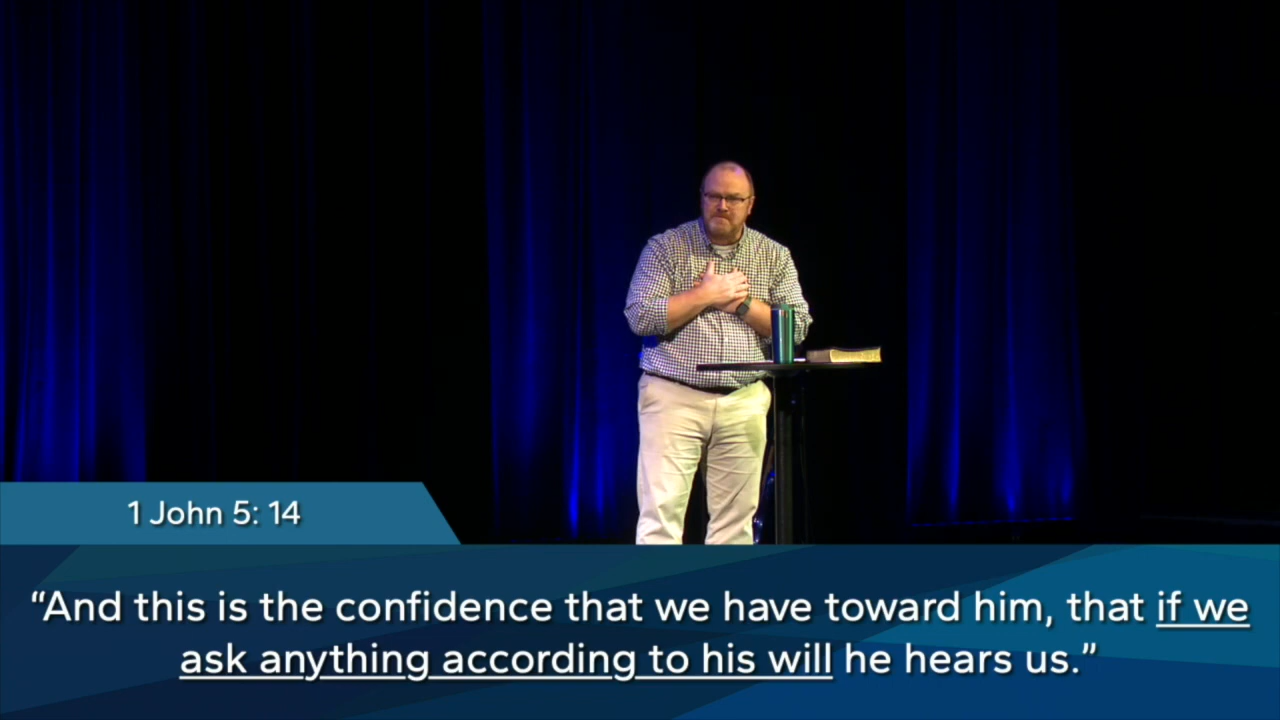 1 John 5: 14
“And this is the confidence that we have toward him, that if we
ask anything according to his will he hears us.”